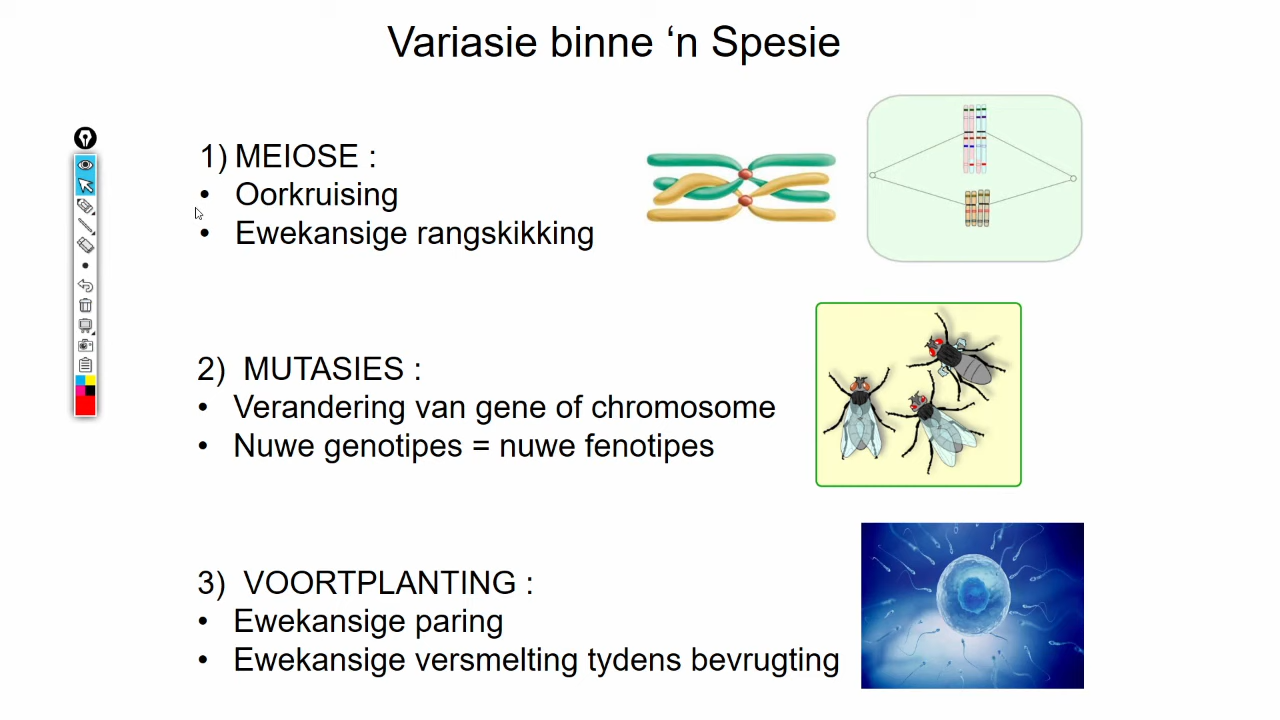 Variasie binne ‘n Spesie
1) MEIOSE :
• Oorkruising
• Ewekansige rangskikking
2) MUTASIES :
• Verandering van gene of chromosome
• Nuwe genotipes = nuwe fenotipes
3) VOORTPLANTING :
• Ewekansige paring
• Ewekansige versmelting tydens bevrugting